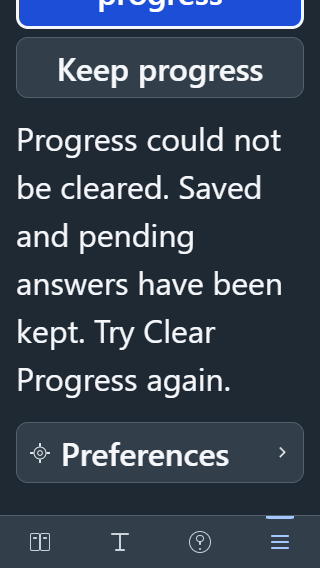 progress
Keep progress
Progress could not
be cleared. Saved
and pending
answers have been
kept. Try Clear
Progress again.
Preferences